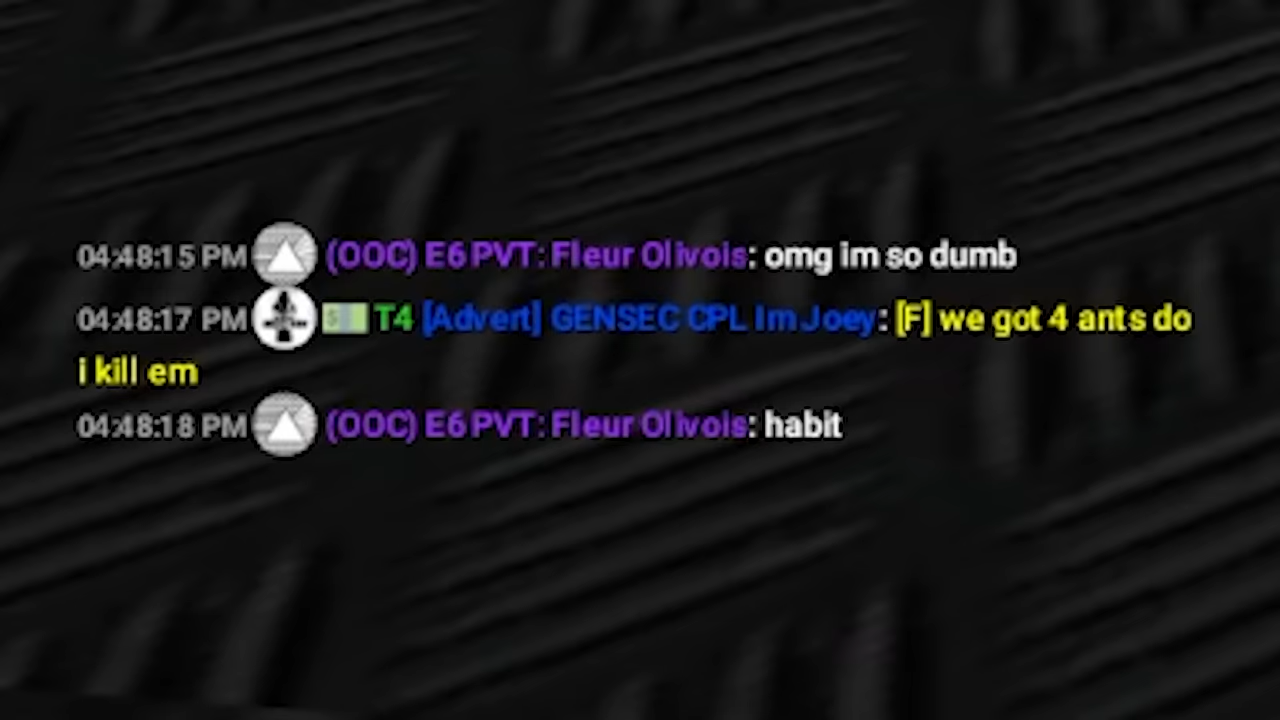 04:48:15 PM (OOC) E6 PVT: Fleur Olivois: omg im so dumb
04:48:17 PM T4 [Advert] GENSEC CPL Im Joey: [F] we got 4 ants do
i kill em
04:48:18 PM (OOC) E6 PVT: Fleur Olivois: habit